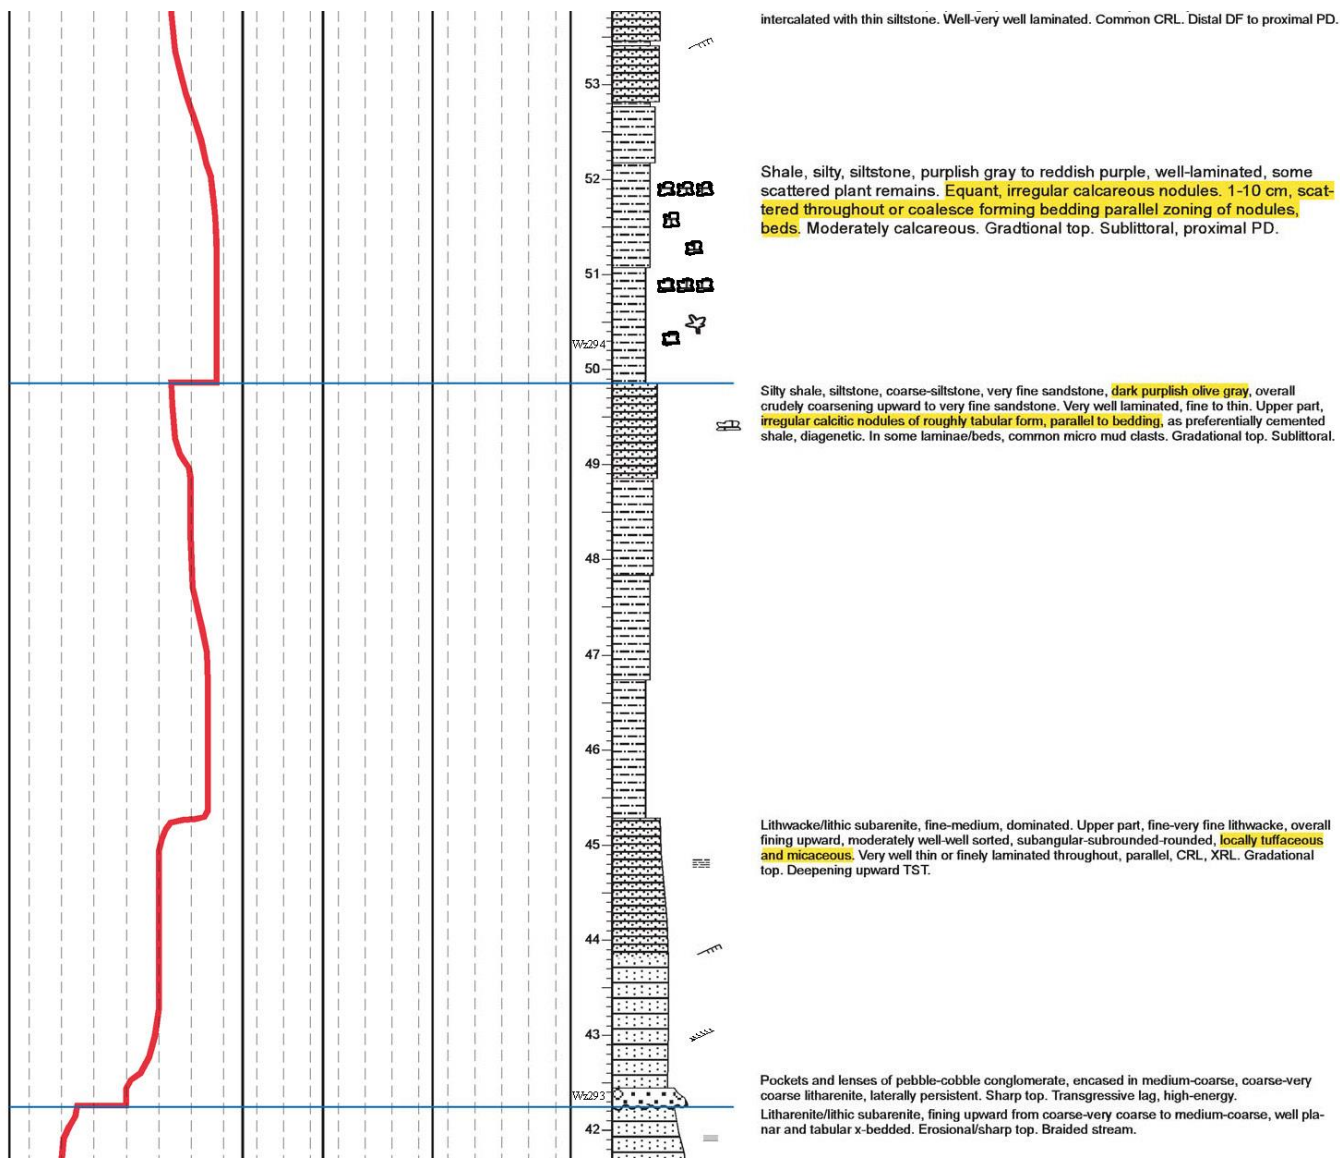 intercalated with thin siltstone. Well-very well laminated. Common CRL. Distal DF to proximal PD.
53
Shale, silty, siltstone, purplish gray to reddish purple, well-laminated, some
scattered plant remains. Equant, irregular calcareous nodules. 1-10 cm, scat-
tered throughout or coalesce forming bedding parallel zoning of nodules,
beds. Moderately calcareous. Gradtional top. Sublittoral, proximal PD.
52
51
Wz294
50
Silty shale, siltstone, coarse-siltstone, very fine sandstone, dark purplish olive gray, overall
crudely coarsening upward to very fine sandstone. Very well laminated, fine to thin. Upper part,
irregular calcitic nodules of roughly tabular form, parallel to bedding, as preferentially cemented
shale, diagenetic. In some laminae/beds, common micro mud clasts. Gradational top. Sublittoral.
49
48
47
46
Lithwacke/lithic subarenite, fine-medium, dominated. Upper part, fine-very fine lithwacke, overall
fining upward, moderately well-well sorted, subangular-subrounded-rounded, locally tuffaceous
and micaceous. Very well thin or finely laminated throughout, parallel, CRL, XRL. Gradational
top. Deepening upward TST.
45
44
43
Wz293
Pockets and lenses of pebble-cobble conglomerate, encased in medium-coarse, coarse-very
coarse litharenite, laterally persistent. Sharp top. Transgressive lag, high-energy.
Litharenite/lithic subarenite, fining upward from coarse-very coarse to medium-coarse, well pla-
nar and tabular x-bedded. Erosional/sharp top. Braided stream.
42